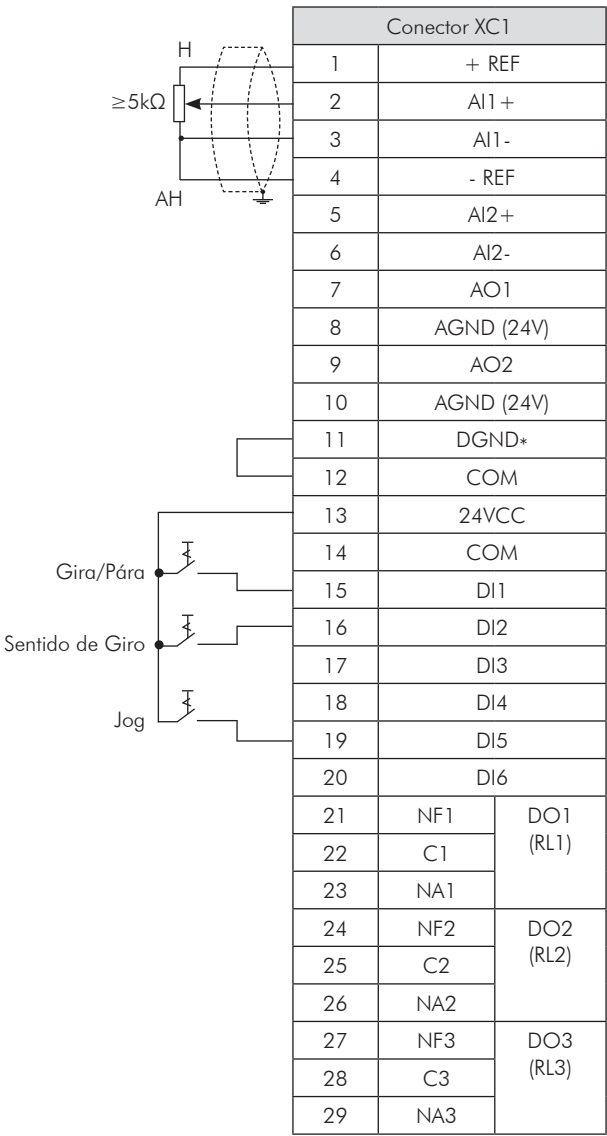 Conector XC1
H
≥5kΩ
AH
1 + REF
2 AI1+
3 AI1-
4 - REF
5 AI2+
6 AI2-
7 AO1
8 AGND (24V)
9 AO2
10 AGND (24V)
11 DGND*
12 COM
13 24VCC
14 COM
Gira/Pára
15 DI1
Sentido de Giro
16 DI2
17 DI3
18 DI4
Jog
19 DI5
20 DI6
21 NF1 DO1
22 C1 (RL1)
23 NA1
24 NF2 DO2
25 C2 (RL2)
26 NA2
27 NF3 DO3
28 C3 (RL3)
29 NA3